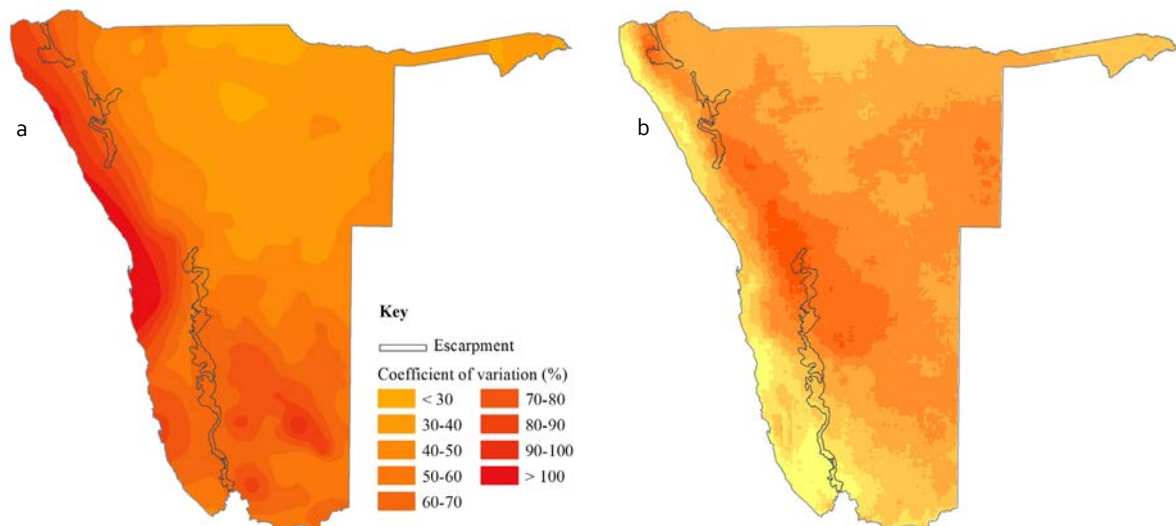 a
b
Key
Escarpment
Coefficient of variation (%)
< 30
30-40
40-50
50-60
60-70
70-80
80-90
90-100
> 100